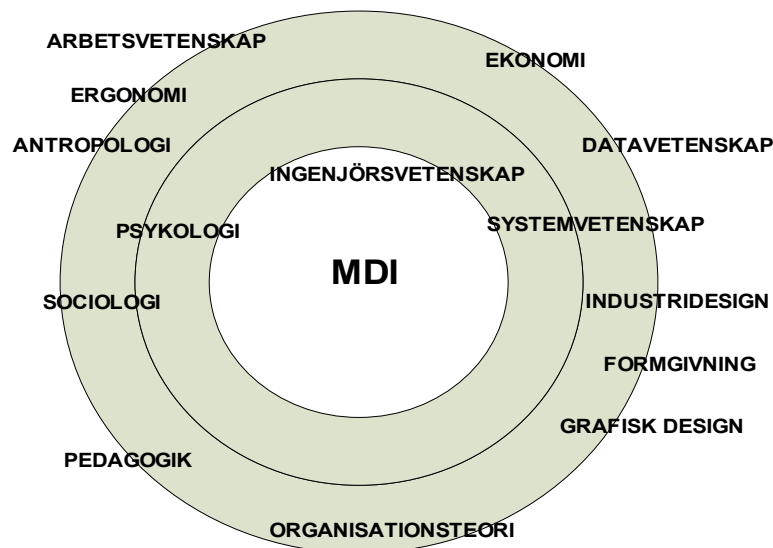 ARBETSVETENSKAP
EKONOMI
ERGONOMI
ANTROPOLOGI
DATAVETENSKAP
INGENJÖRSVETENSKAP
PSYKOLOGI
SYSTEMVETENSKAP
MDI
SOCIOLOGI
INDUSTRIDESIGN
FORMGIVNING
GRAFISK DESIGN
PEDAGOGIK
ORGANISATIONSTEORI